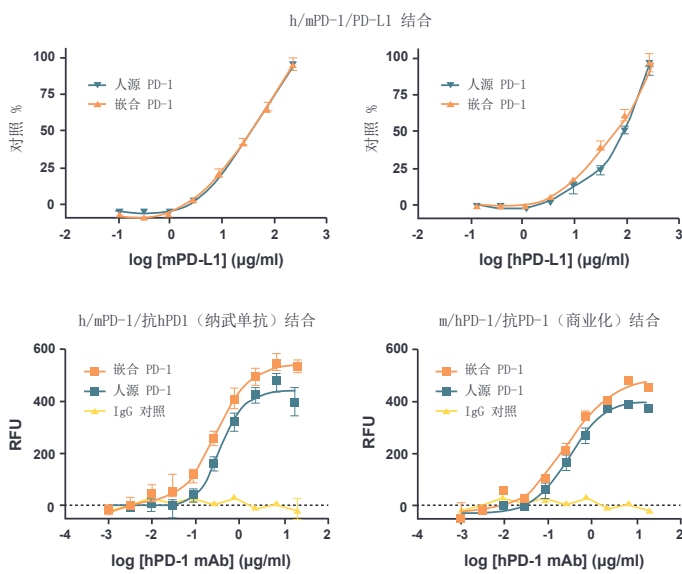 h/mPD-1/PD-L1 结合
100
75
50
25
0
对照 %
人源 PD-1
嵌合 PD-1
-2
-1
0
1
2
3
log [mPD-L1] (µg/ml)
100
75
50
25
0
对照 %
人源 PD-1
嵌合 PD-1
-2
-1
0
1
2
3
log [hPD-L1] (µg/ml)
h/mPD-1/抗hPD1（纳武单抗）结合
600
400
200
0
RFU
嵌合 PD-1
人源 PD-1
IgG 对照
-4
-3
-2
-1
0
1
2
log [hPD-1 mAb] (µg/ml)
m/hPD-1/抗PD-1（商业化）结合
600
400
200
0
RFU
嵌合 PD-1
人源 PD-1
IgG 对照
-4
-3
-2
-1
0
1
2
log [hPD-1 mAb] (µg/ml)